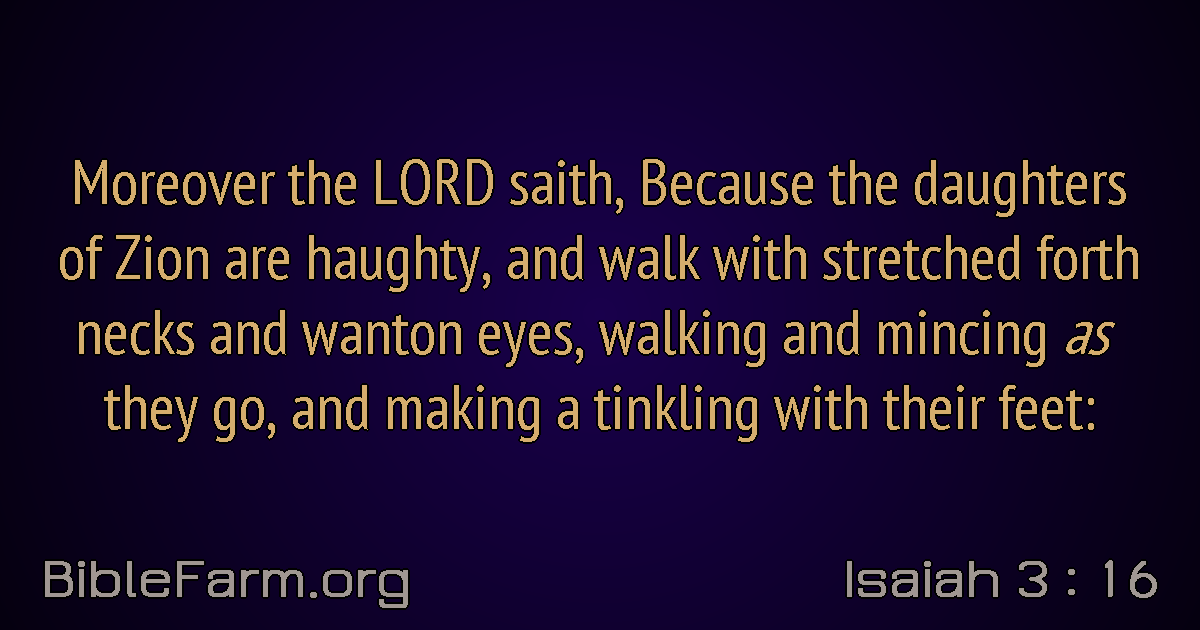 Moreover the LORD saith, Because the daughters
of Zion are haughty, and walk with stretched forth
necks and wanton eyes, walking and mincing as
they go, and making a tinkling with their feet:
BibleFarm.org
Isaiah 3 : 16